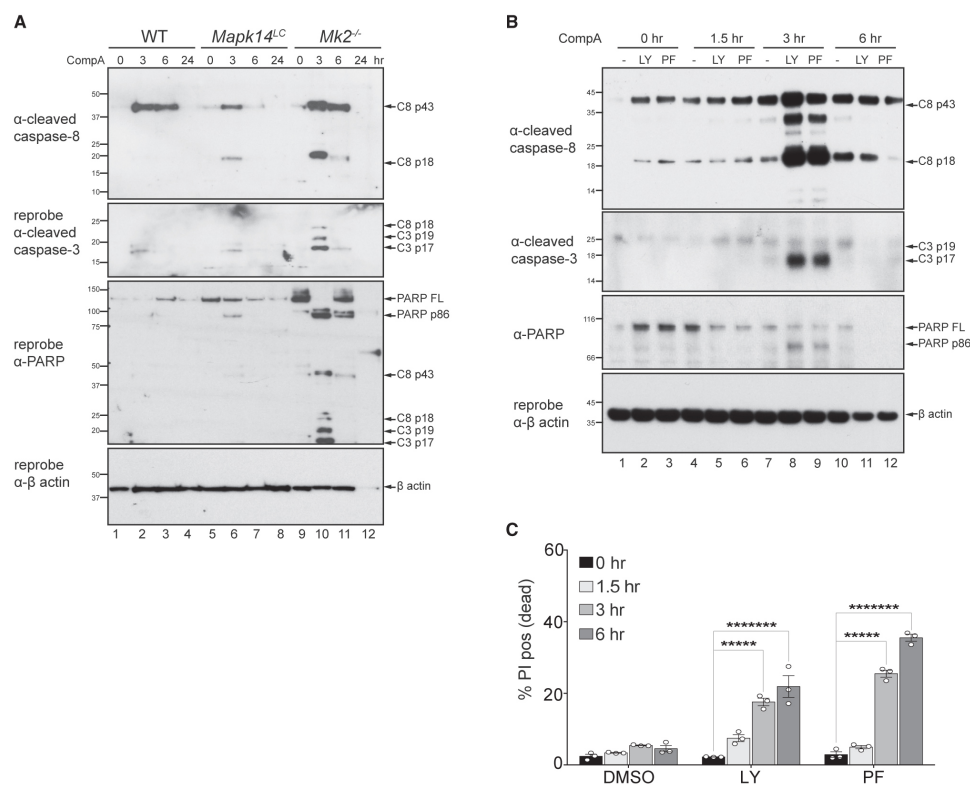 A
WT Mapk14LC Mk2-/-
CompA 0 3 6 24 0 3 6 24 0 3 6 24 hr
α-cleaved
caspase-8
50
37
25
20
15
10
C8 p43
C8 p18
reprobe
α-cleaved
caspase-3
25
20
15
C8 p18
C3 p19
C3 p17
reprobe
α-PARP
150
100
75
50
37
25
20
15
PARP FL
PARP p86
C8 p43
C8 p18
C3 p19
C3 p17
reprobe
α-β actin
50
37
β actin
1 2 3 4 5 6 7 8 9 10 11 12
B
CompA 0 hr 1.5 hr 3 hr 6 hr
- LY PF - LY PF - LY PF - LY PF
α-cleaved
caspase-8
45
35
25
18
14
C8 p43
C8 p18
α-cleaved
caspase-3
25
18
14
C3 p19
C3 p17
α-PARP
116
66
PARP FL
PARP p86
reprobe
α-β actin
45
35
β actin
1 2 3 4 5 6 7 8 9 10 11 12
C
% PI pos (dead)
60
40
20
0
0 hr
1.5 hr
3 hr
6 hr
*******
*****
*******
*****
DMSO LY PF